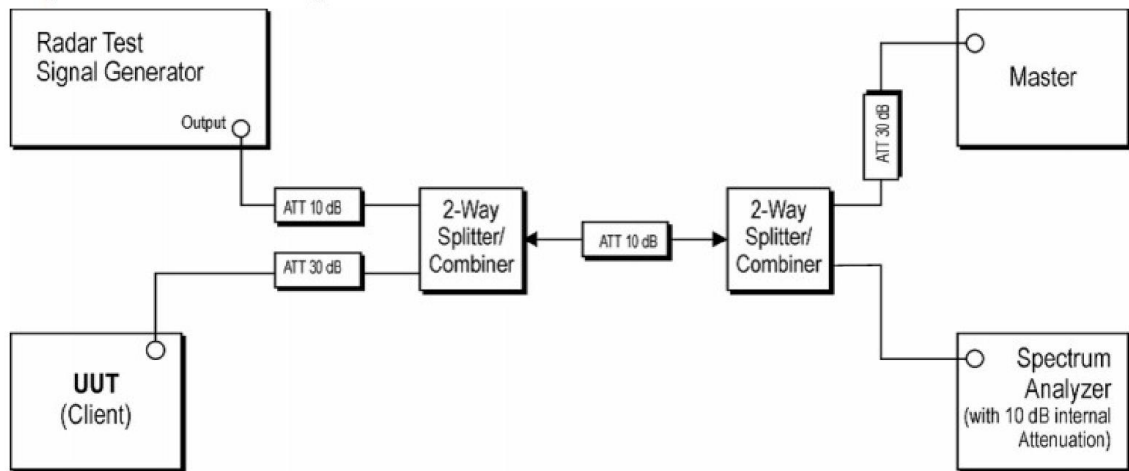 Radar Test
Signal Generator
Output
ATT 10 dB
ATT 30 dB
UUT
(Client)
2-Way
Splitter/
Combiner
ATT 10 dB
2-Way
Splitter/
Combiner
ATT 30 dB
Master
Spectrum
Analyzer
(with 10 dB internal
Attenuation)